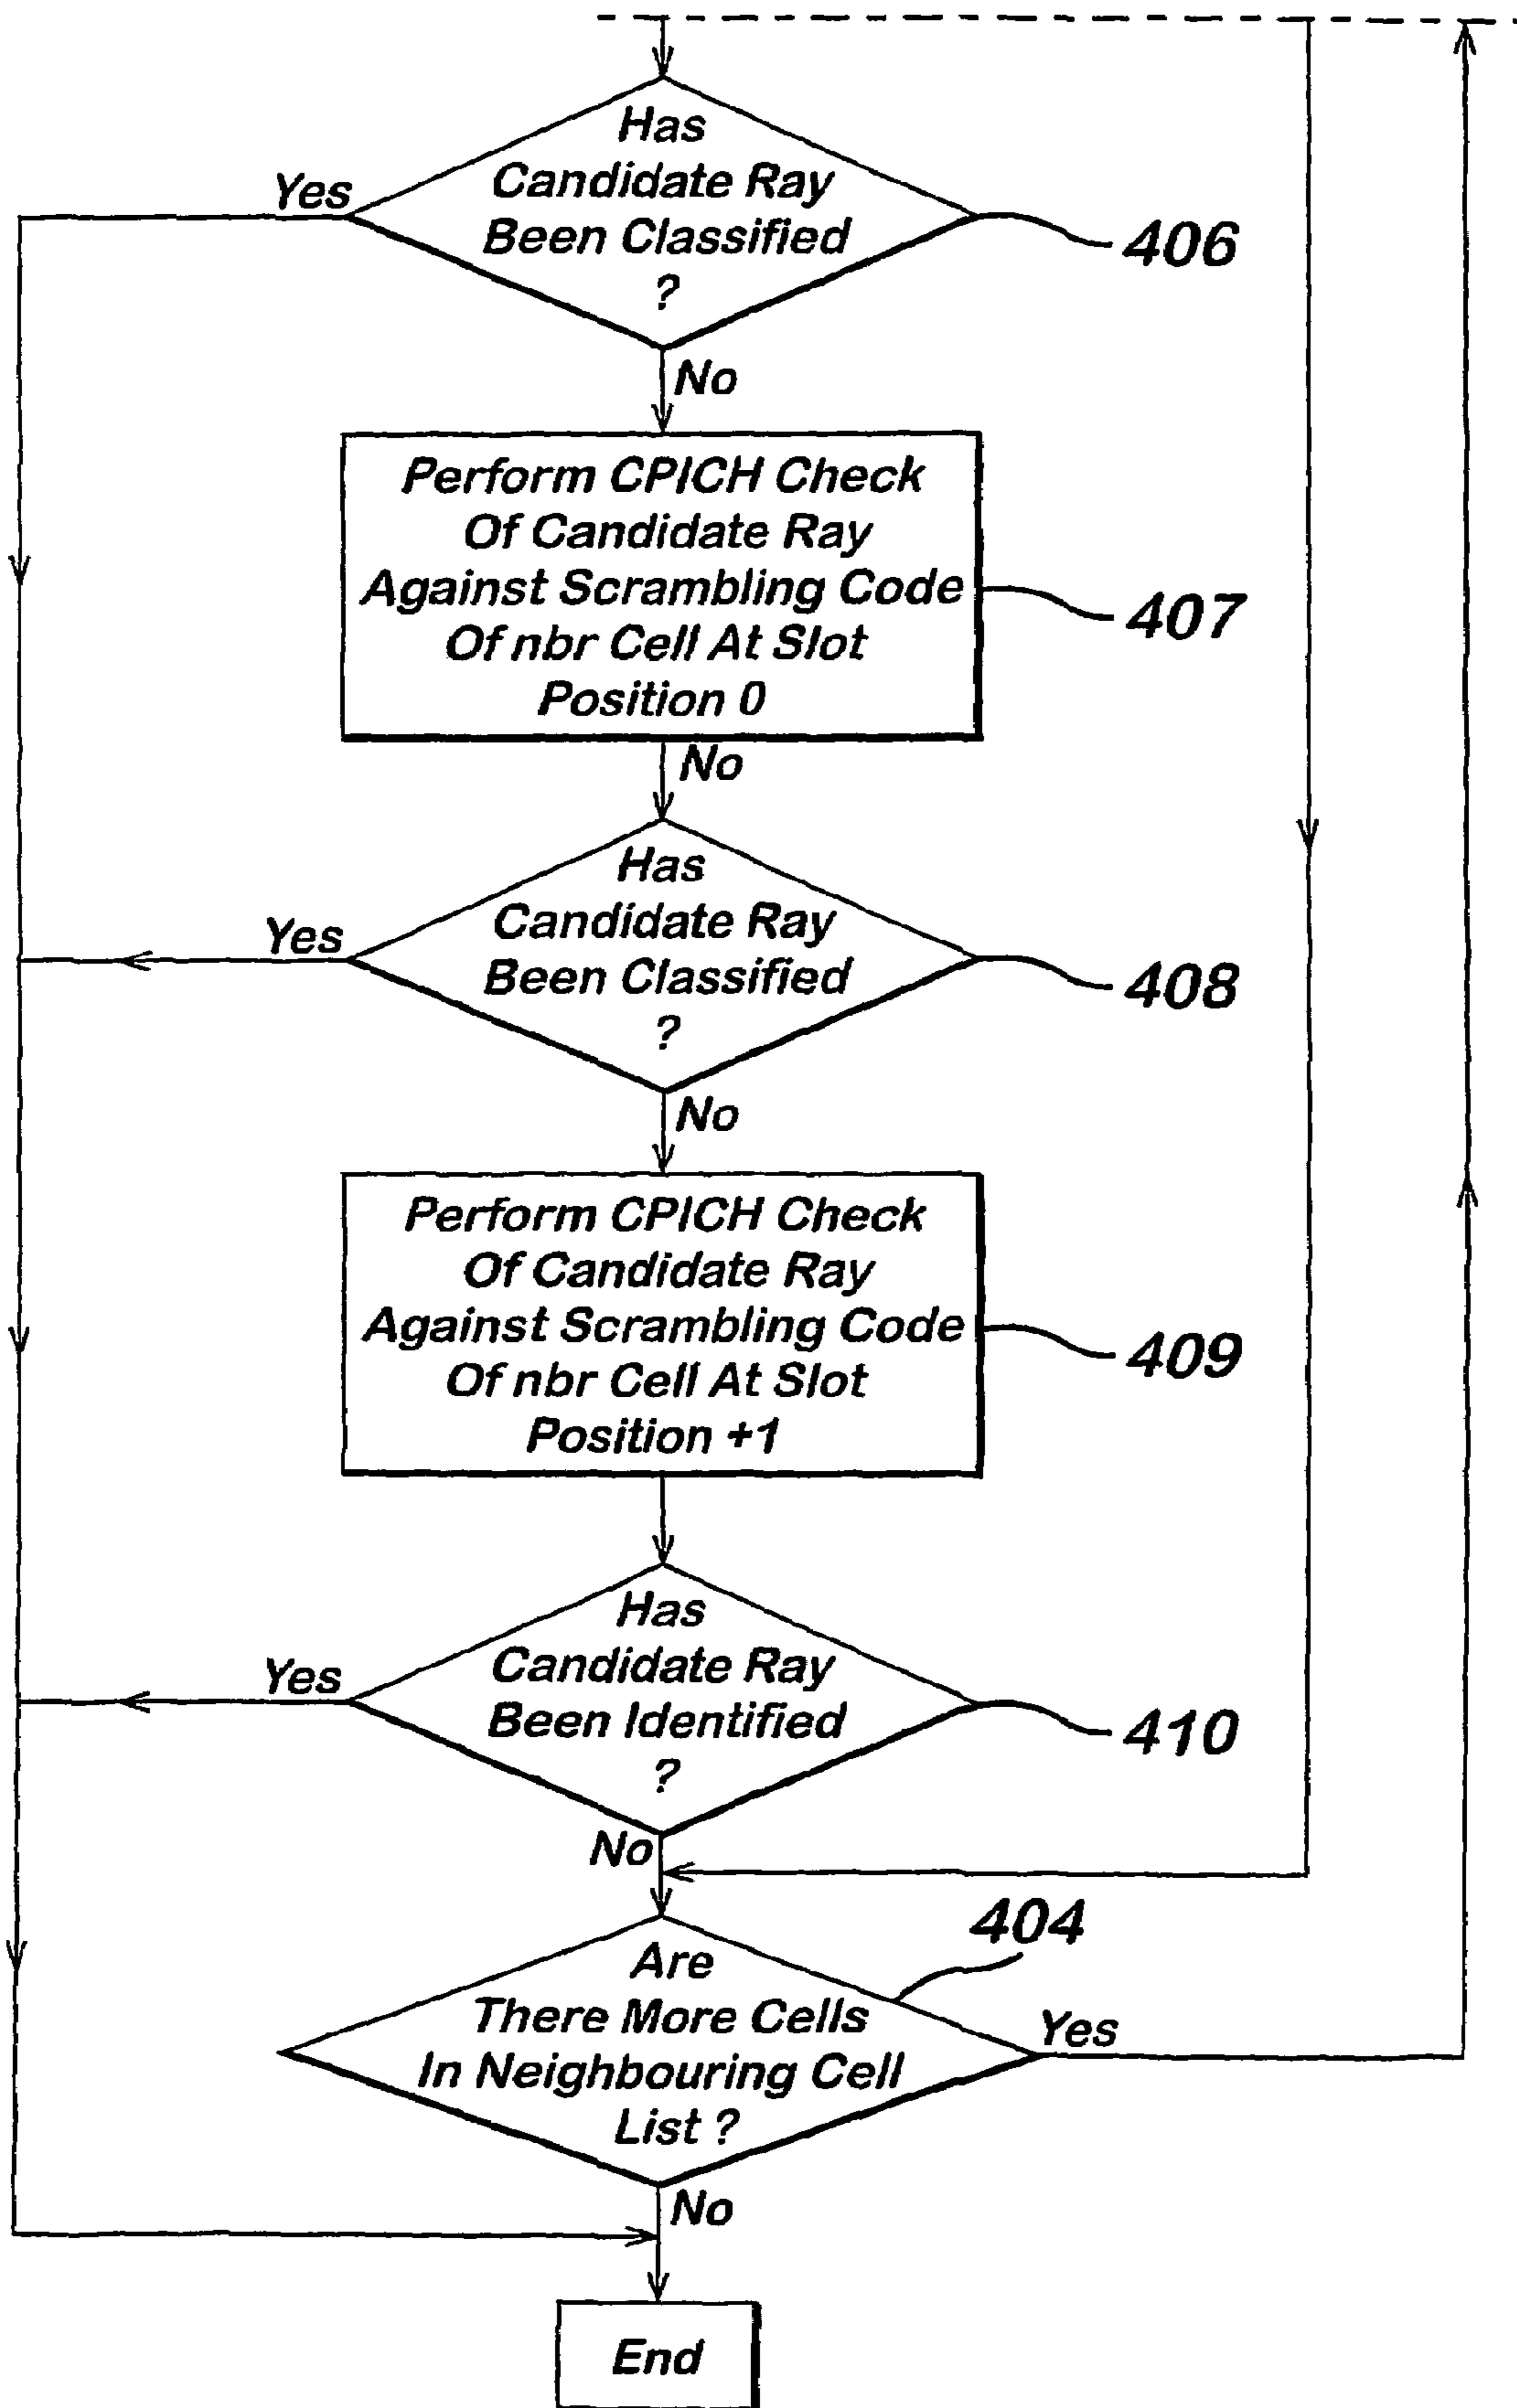 Has
Candidate Ray
Been Classified
?
Yes
406
No
Perform CPICH Check
Of Candidate Ray
Against Scrambling Code
Of nbr Cell At Slot
Position 0
407
No
Has
Candidate Ray
Been Classified
?
Yes
408
No
Perform CPICH Check
Of Candidate Ray
Against Scrambling Code
Of nbr Cell At Slot
Position +1
409
Has
Candidate Ray
Been Identified
?
Yes
410
No
404
Are
There More Cells
In Neighbouring Cell
List ?
Yes
No
End